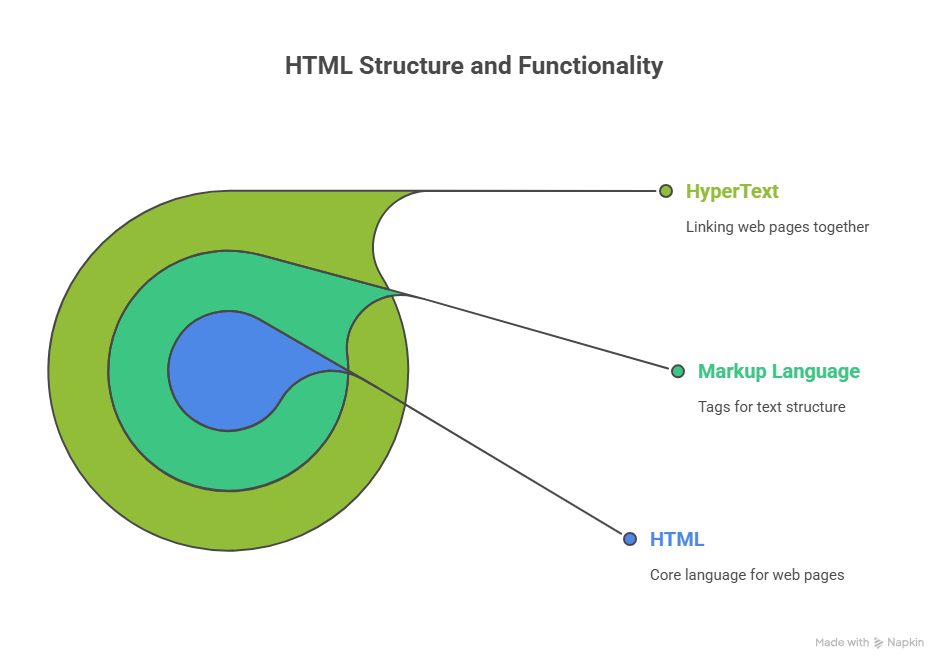 HTML Structure and Functionality
HyperText
Linking web pages together
Markup Language
Tags for text structure
HTML
Core language for web pages
Made with Napkin